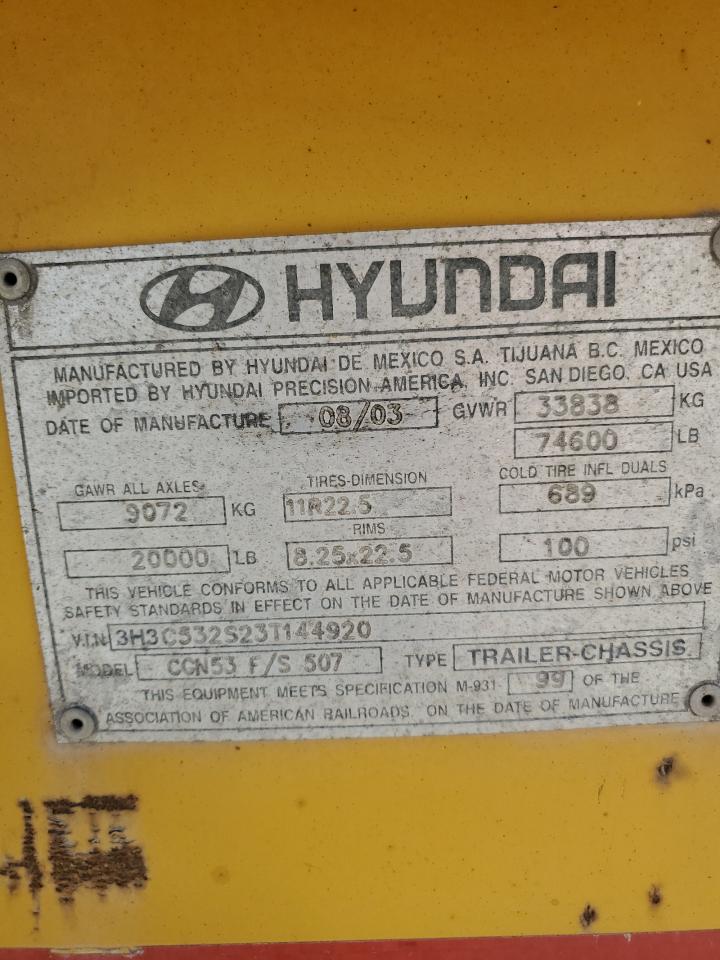 HYUNDAI
MANUFACTURED BY HYUNDAI DE MEXICO S.A. TIJUANA B.C. MEXICO
IMPORTED BY HYUNDAI PRECISION AMERICA, INC. SAN DIEGO, CA USA
DATE OF MANUFACTURE 08/03 GVWR 33838 KG
74600 LB
GAWR ALL AXLES TIRES-DIMENSION COLD TIRE INFL DUALS
9072 KG 11R22.5 689 kPa
RIMS
20000 LB 8.25x22.5 100 psi
THIS VEHICLE CONFORMS TO ALL APPLICABLE FEDERAL MOTOR VEHICLES
SAFETY STANDARDS IN EFFECT ON THE DATE OF MANUFACTURE SHOWN ABOVE
V.I.N. 3H3C532S23T144920
MODEL CCN53 F/S 507 TYPE TRAILER-CHASSIS
THIS EQUIPMENT MEETS SPECIFICATION M-931 99 OF THE
ASSOCIATION OF AMERICAN RAILROADS ON THE DATE OF MANUFACTURE